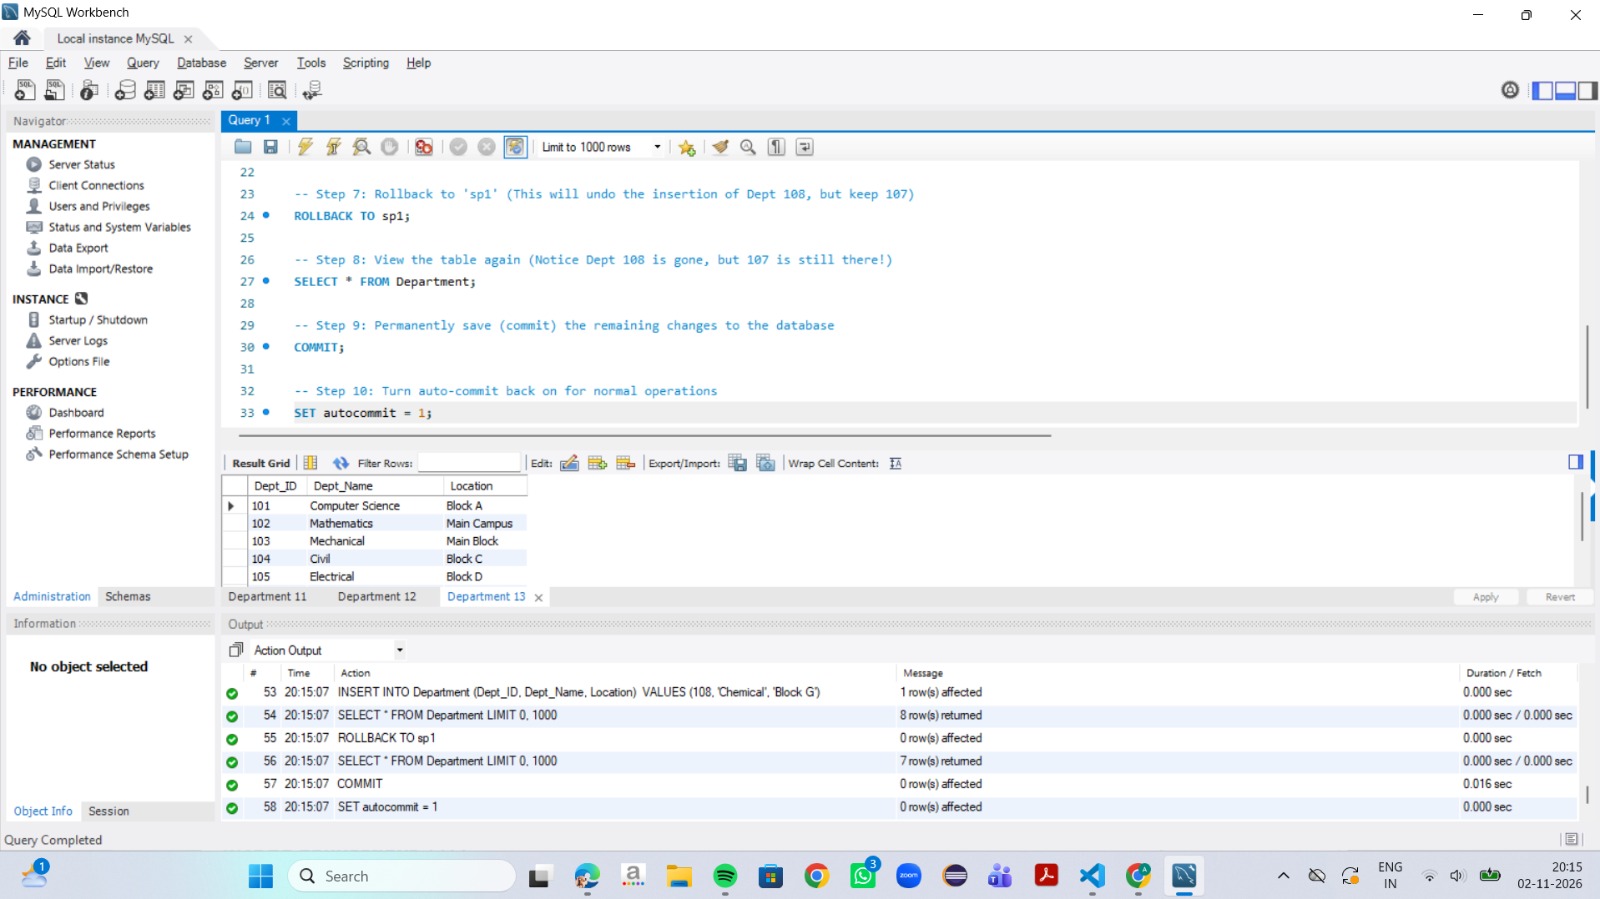 MySQL Workbench
Local instance MySQL
File Edit View Query Database Server Tools Scripting Help
Navigator
MANAGEMENT
Server Status
Client Connections
Users and Privileges
Status and System Variables
Data Export
Data Import/Restore
INSTANCE
Startup / Shutdown
Server Logs
Options File
PERFORMANCE
Dashboard
Performance Reports
Performance Schema Setup
Administration Schemas
Information
No object selected
Object Info Session
Query 1
Limit to 1000 rows
22
23 -- Step 7: Rollback to 'sp1' (This will undo the insertion of Dept 108, but keep 107)
24 ROLLBACK TO sp1;
25
26 -- Step 8: View the table again (Notice Dept 108 is gone, but 107 is still there!)
27 SELECT * FROM Department;
28
29 -- Step 9: Permanently save (commit) the remaining changes to the database
30 COMMIT;
31
32 -- Step 10: Turn auto-commit back on for normal operations
33 SET autocommit = 1;
Result Grid Filter Rows: Edit: Export/Import: Wrap Cell Content:
Dept_ID Dept_Name Location
101 Computer Science Block A
102 Mathematics Main Campus
103 Mechanical Main Block
104 Civil Block C
105 Electrical Block D
Department 11 Department 12 Department 13 Apply Revert
Output
Action Output
# Time Action Message Duration / Fetch
53 20:15:07 INSERT INTO Department (Dept_ID, Dept_Name, Location) VALUES (108, 'Chemical', 'Block G') 1 row(s) affected 0.000 sec
54 20:15:07 SELECT * FROM Department LIMIT 0, 1000 8 row(s) returned 0.000 sec / 0.000 sec
55 20:15:07 ROLLBACK TO sp1 0 row(s) affected 0.000 sec
56 20:15:07 SELECT * FROM Department LIMIT 0, 1000 7 row(s) returned 0.000 sec / 0.000 sec
57 20:15:07 COMMIT 0 row(s) affected 0.016 sec
58 20:15:07 SET autocommit = 1 0 row(s) affected 0.000 sec
Query Completed
1
Search
a
3
zoom
ENG
IN
20:15
02-11-2026